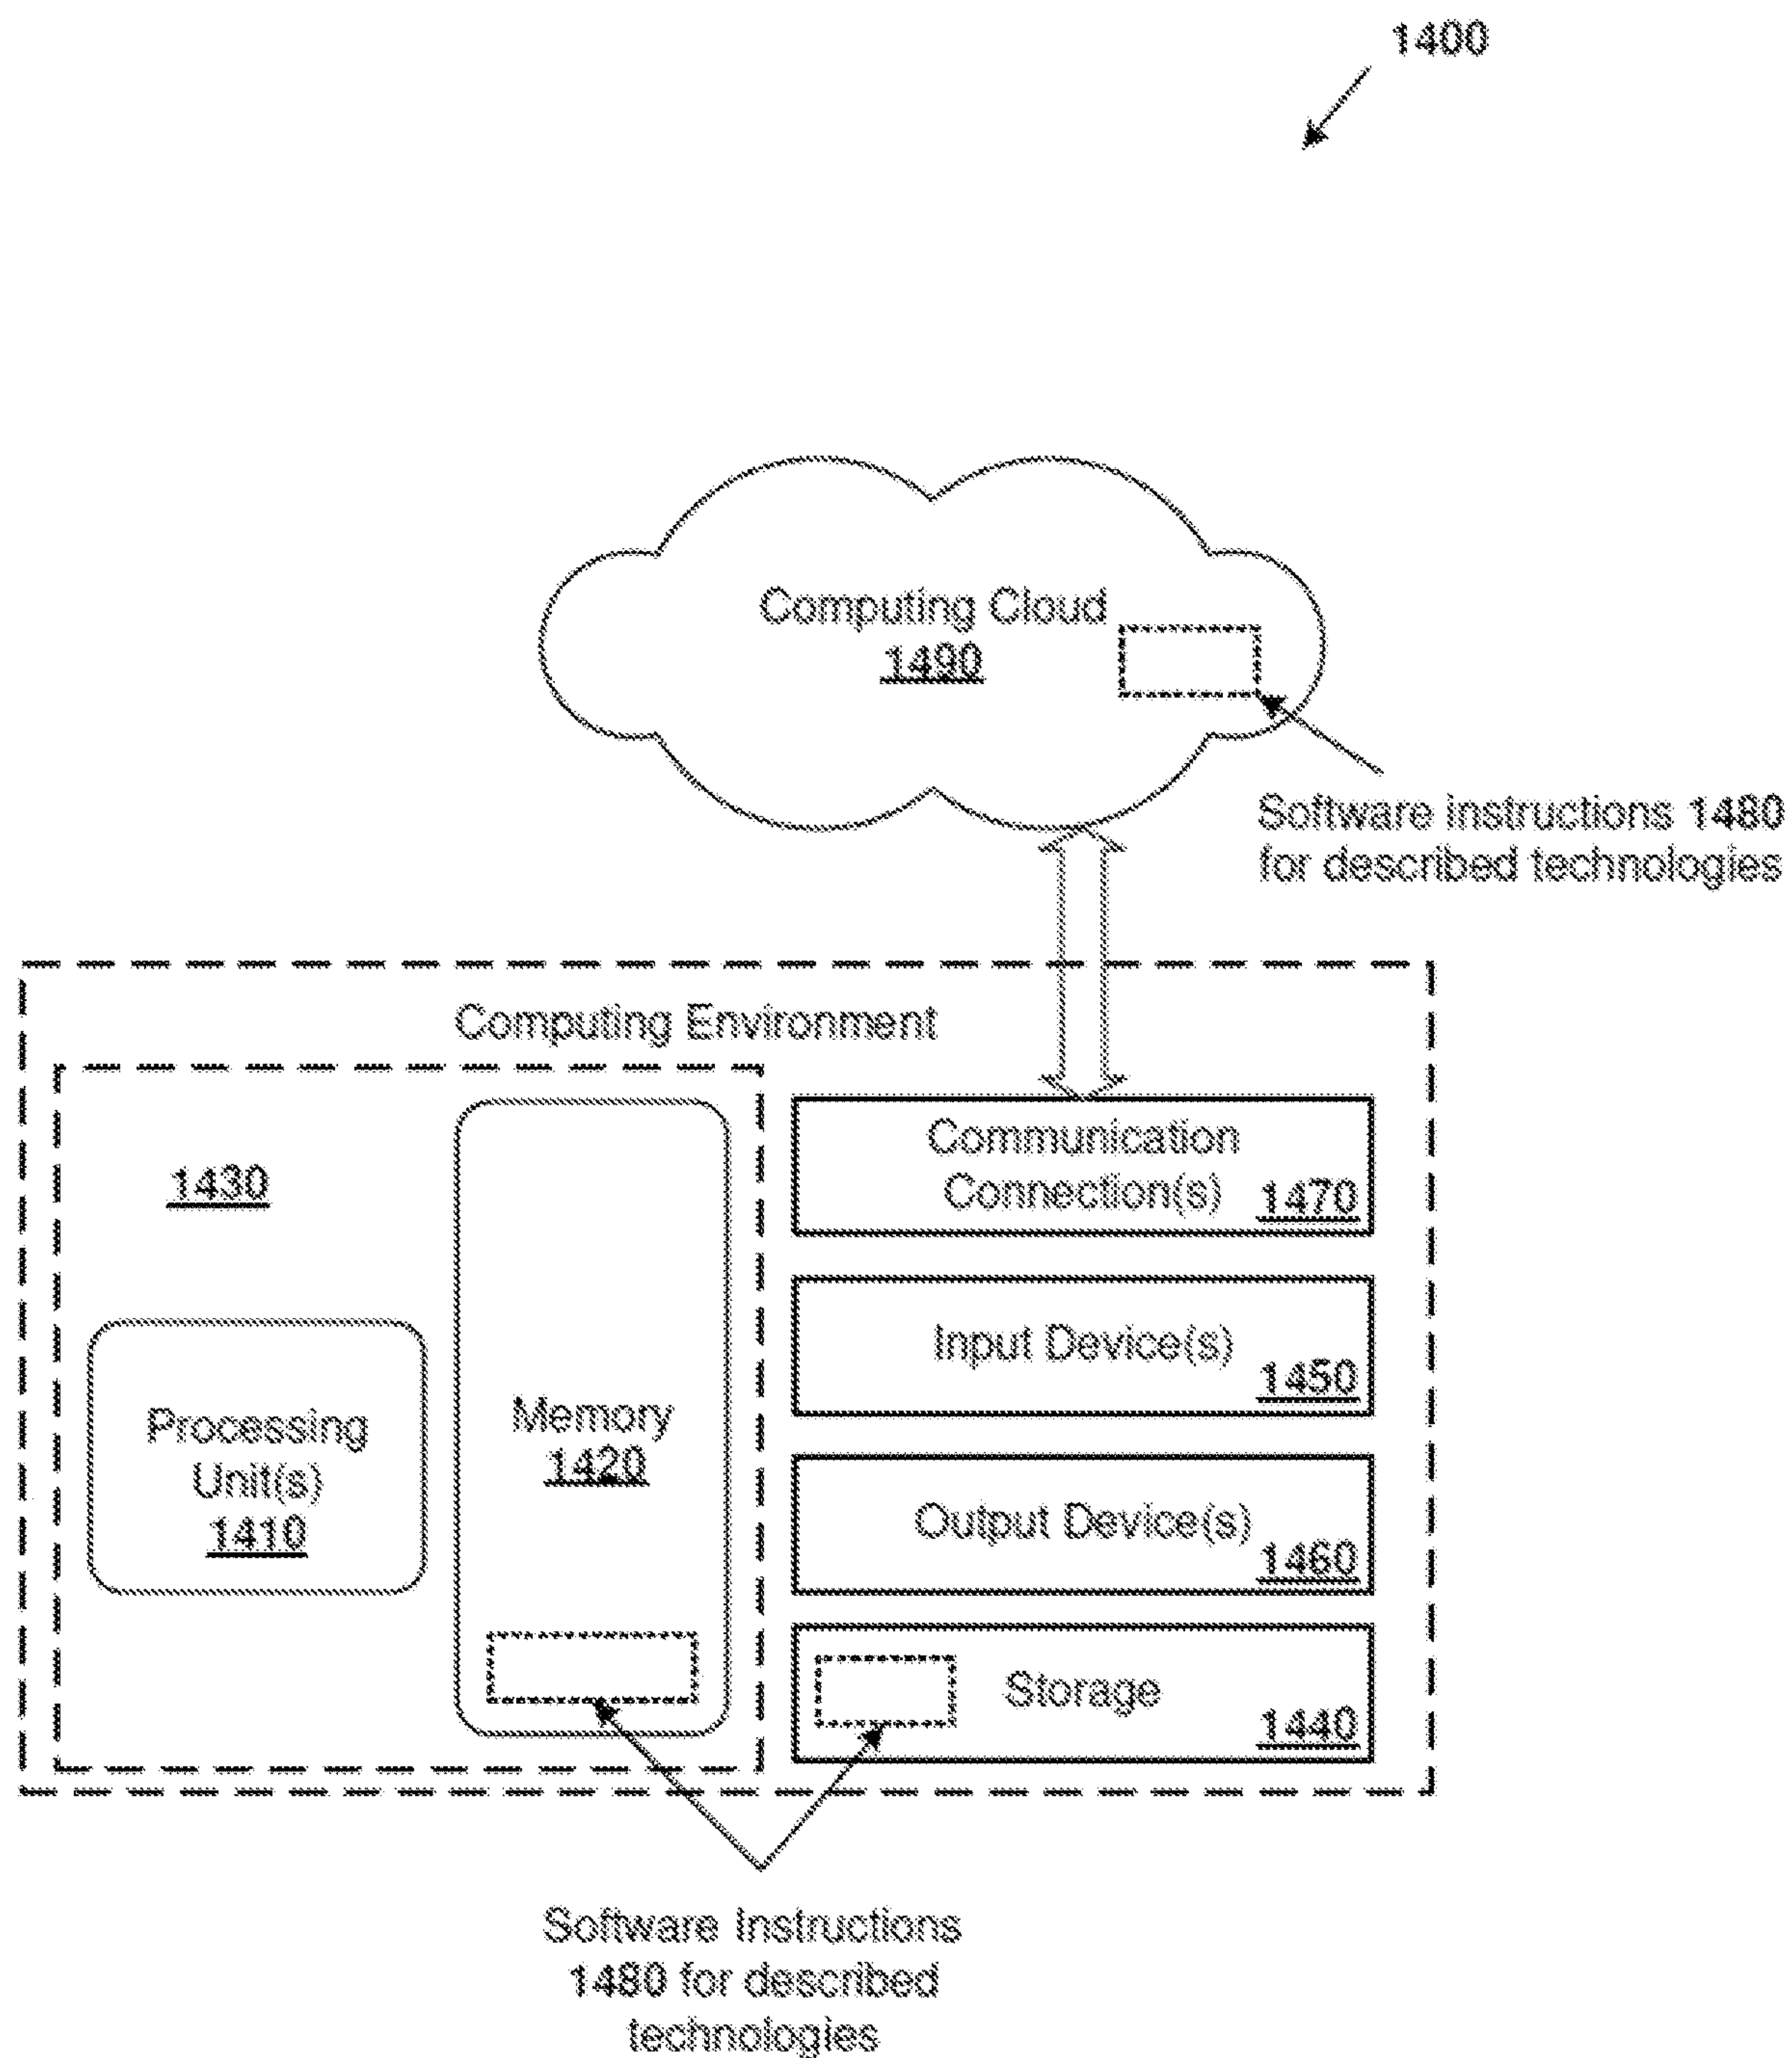 1400
Computing Cloud
1490
Software instructions 1480
for described technologies
Computing Environment
1430
Processing
Unit(s)
1410
Memory
1420
Communication
Connection(s)
1470
Input Device(s)
1450
Output Device(s)
1460
Storage
1440
Software Instructions
1480 for described
technologies